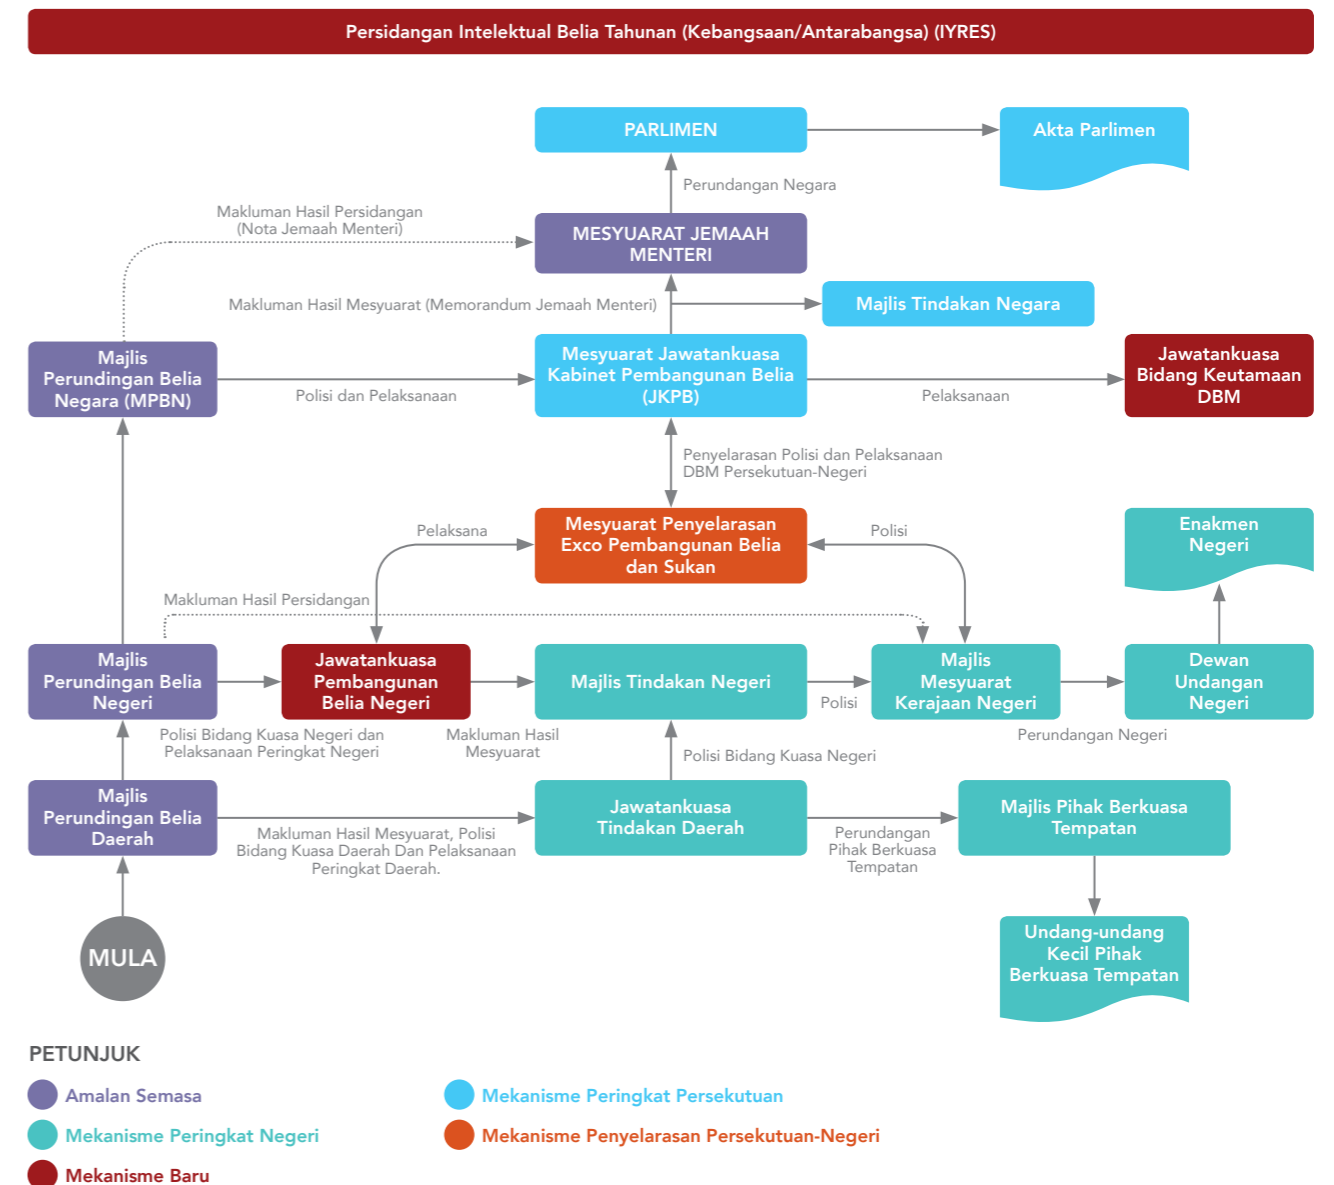 Persidangan Intelektual Belia Tahunan (Kebangsaan/Antarabangsa) (IYRES)
PARLIMEN
Akta Parlimen
Perundangan Negara
Makluman Hasil Persidangan
(Nota Jemaah Menteri)
MESYUARAT JEMAAH
MENTERI
Makluman Hasil Mesyuarat (Memorandum Jemaah Menteri)
Majlis Tindakan Negara
Majlis
Perundingan Belia
Negara (MPBN)
Polisi dan Pelaksanaan
Mesyuarat Jawatankuasa
Kabinet Pembangunan Belia
(JKPB)
Pelaksanaan
Jawatankuasa
Bidang Keutamaan
DBM
Penyelarasan Polisi dan Pelaksanaan
DBM Persekutuan-Negeri
Pelaksana
Mesyuarat Penyelarasan
Exco Pembangunan Belia
dan Sukan
Polisi
Enakmen
Negeri
Makluman Hasil Persidangan
Majlis
Perundingan Belia
Negeri
Jawatankuasa
Pembangunan
Belia Negeri
Majlis Tindakan Negeri
Polisi
Majlis
Mesyuarat
Kerajaan Negeri
Dewan
Undangan
Negeri
Polisi Bidang Kuasa Negeri dan
Pelaksanaan Peringkat Negeri
Makluman Hasil
Mesyuarat
Polisi Bidang Kuasa Negeri
Perundangan Negeri
Majlis
Perundingan Belia
Daerah
Makluman Hasil Mesyuarat, Polisi
Bidang Kuasa Daerah Dan Pelaksanaan
Peringkat Daerah.
Jawatankuasa
Tindakan Daerah
Perundangan
Pihak Berkuasa
Tempatan
Majlis Pihak Berkuasa
Tempatan
MULA
Undang-undang
Kecil Pihak
Berkuasa Tempatan
PETUNJUK
Amalan Semasa
Mekanisme Peringkat Persekutuan
Mekanisme Peringkat Negeri
Mekanisme Penyelarasan Persekutuan-Negeri
Mekanisme Baru